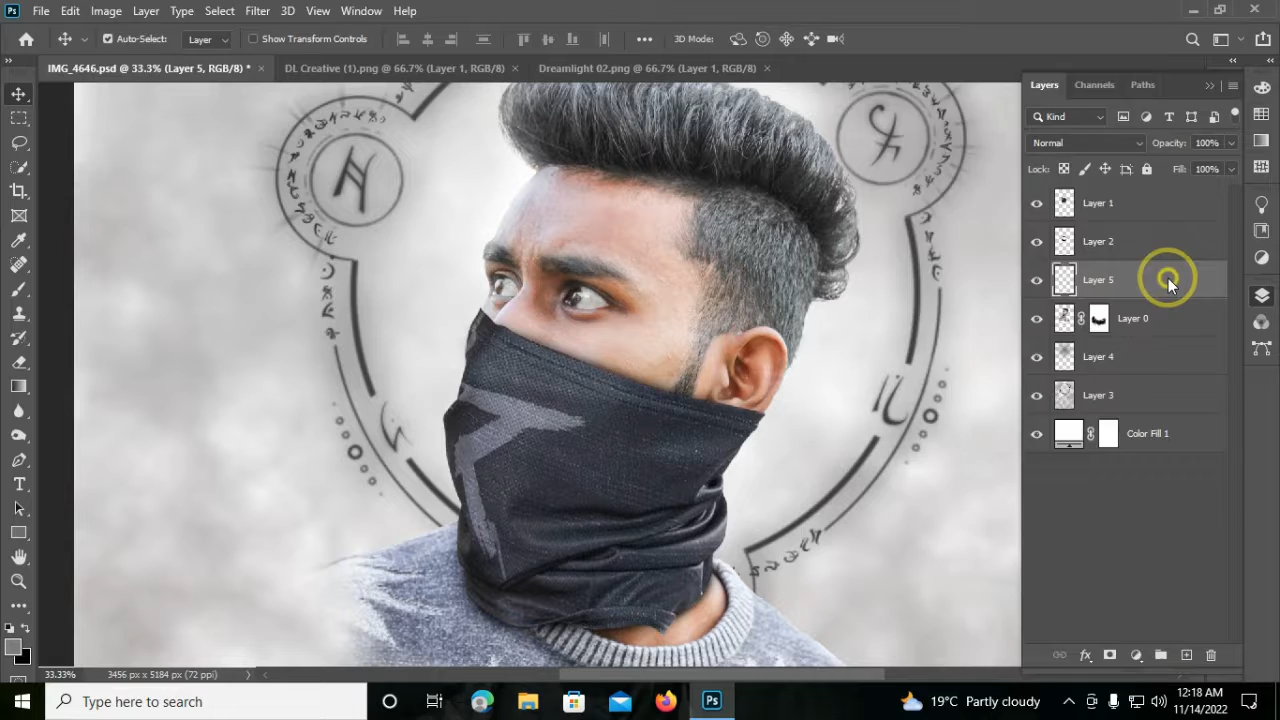 Ps File Edit Image Layer Type Select Filter 3D View Window Help
Auto-Select: Layer Show Transform Controls 3D Mode:
IMG_4646.psd @ 33.3% (Layer 5, RGB/8) * × DL Creative (1).png @ 66.7% (Layer 1, RGB/8) × Dreamlight 02.png @ 66.7% (Layer 1, RGB/8) ×
Layers Channels Paths
Kind
Normal Opacity: 100%
Lock: Fill: 100%
Layer 1
Layer 2
Layer 5
Layer 0
Layer 4
Layer 3
Color Fill 1
33.33% 3456 px x 5184 px (72 ppi)
Type here to search
Ps
19°C Partly cloudy
12:18 AM
11/14/2022